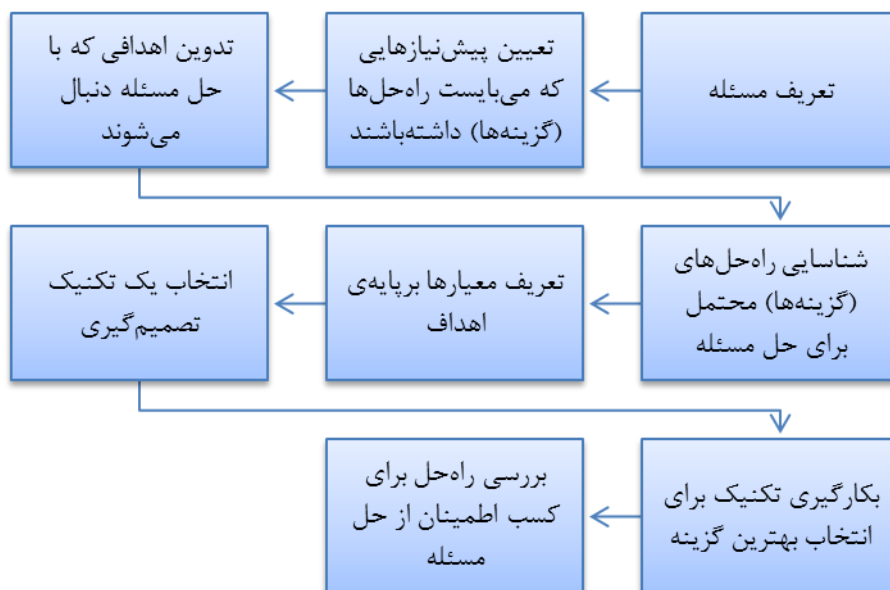 تعریف مسئله
تعیین پیش‌نیازهایی
که می‌بایست راه‌حل‌ها
(گزینه‌ها) داشته‌باشند
تدوین اهدافی که با
حل مسئله دنبال
می‌شوند
شناسایی راه‌حل‌های
(گزینه‌ها) محتمل
برای حل مسئله
تعریف معیارها برپایه‌ی
اهداف
انتخاب یک تکنیک
تصمیم‌گیری
بکارگیری تکنیک برای
انتخاب بهترین گزینه
بررسی راه‌حل برای
کسب اطمینان از حل
مسئله